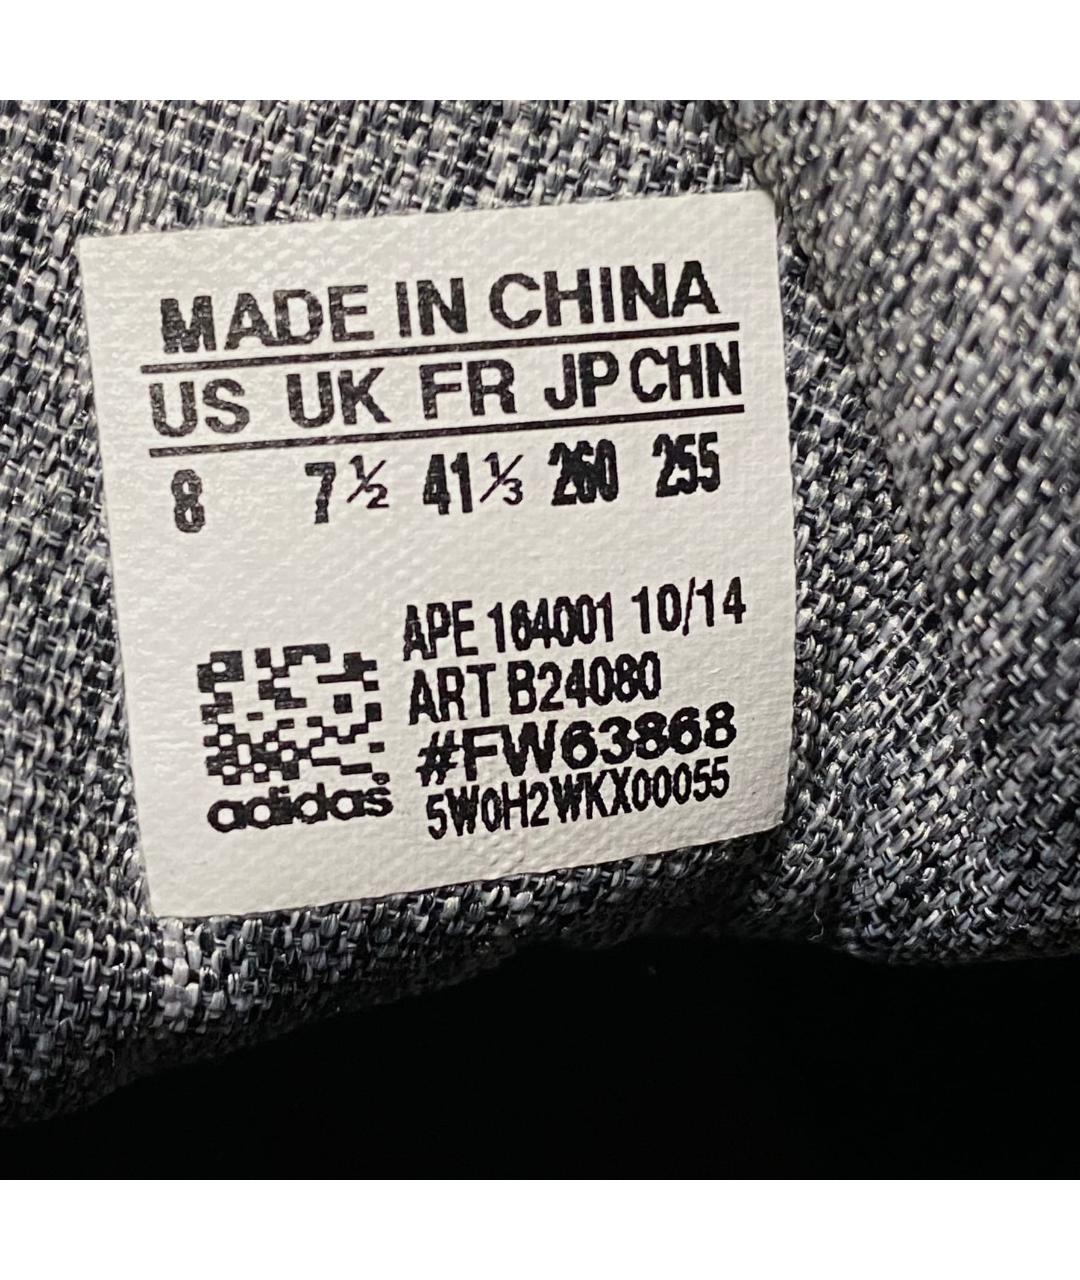 MADE IN CHINA
US UK FR JP CHN
8 7½ 41⅓ 260 255
APE 164001 10/14
ART B24080
#FW63868
5W0H2WKX00055
adidas